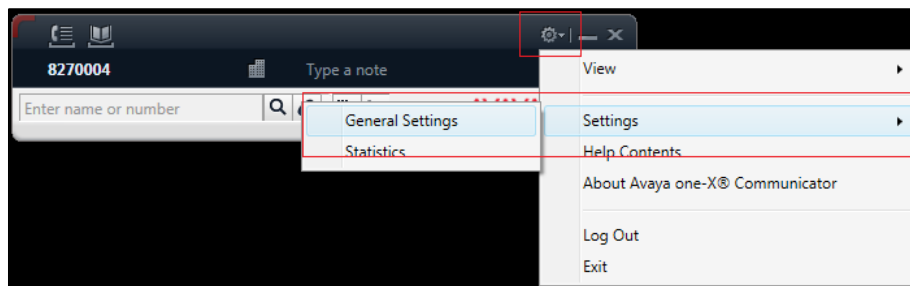 8270004
Type a note
View
Enter name or number
General Settings
Settings
Statistics
Help Contents
About Avaya one-X® Communicator
Log Out
Exit